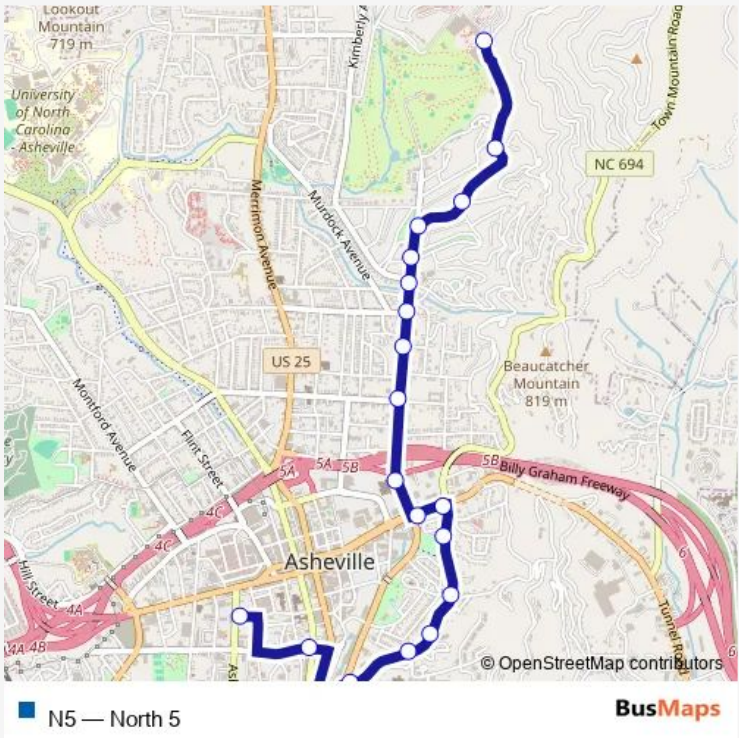 Lookout
Mountain
719 m
Kimberly A
Town Mountain Road
University
of North
Carolina
- Asheville
NC 694
Merrimon Avenue
Murdock Avenue
US 25
Beaucatcher
Mountain
819 m
Montford Avenue
Flint Street
5A
5A
5B
5B
Billy Graham Freeway
4C
4C
6
Asheville
Hill Street
4A
4A 4B
Tunnel Road
6
Ash
© OpenStreetMap contributors
N5 — North 5
BusMaps